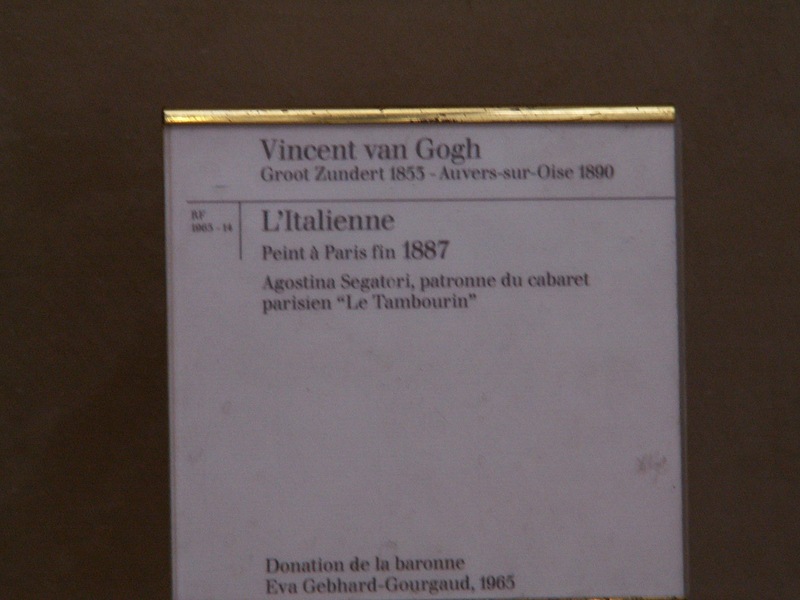 Vincent van Gogh
Groot Zundert 1853 - Auvers-sur-Oise 1890
RF
1965 - 14
L'Italienne
Peint à Paris fin 1887
Agostina Segatori, patronne du cabaret
parisien “Le Tambourin”
Donation de la baronne
Eva Gebhard-Gourgaud, 1965